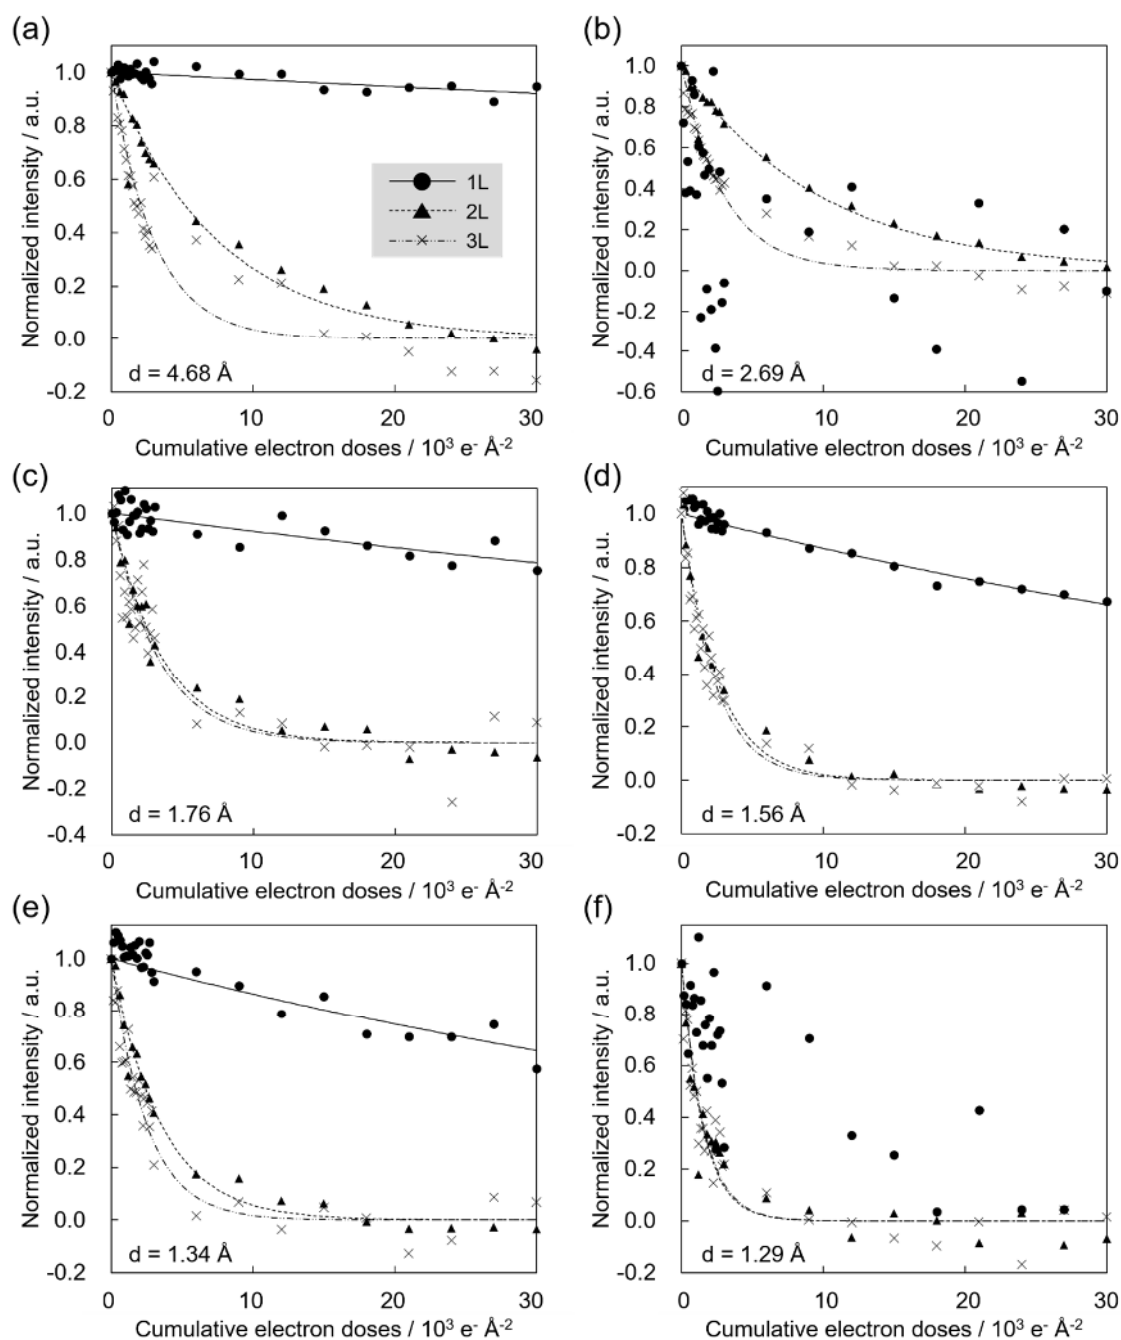 (a)
Normalized intensity / a.u.
1.0
0.8
0.6
0.4
0.2
0.0
-0.2
1L
2L
3L
d = 4.68 Å
0 10 20 30
Cumulative electron doses / 10³ e⁻ Å⁻²
(b)
Normalized intensity / a.u.
1.0
0.8
0.6
0.4
0.2
0.0
-0.2
-0.4
-0.6
d = 2.69 Å
0 10 20 30
Cumulative electron doses / 10³ e⁻ Å⁻²
(c)
Normalized intensity / a.u.
1.0
0.8
0.6
0.4
0.2
0.0
-0.2
-0.4
d = 1.76 Å
0 10 20 30
Cumulative electron doses / 10³ e⁻ Å⁻²
(d)
Normalized intensity / a.u.
1.0
0.8
0.6
0.4
0.2
0.0
-0.2
d = 1.56 Å
0 10 20 30
Cumulative electron doses / 10³ e⁻ Å⁻²
(e)
Normalized intensity / a.u.
1.0
0.8
0.6
0.4
0.2
0.0
-0.2
d = 1.34 Å
0 10 20 30
Cumulative electron doses / 10³ e⁻ Å⁻²
(f)
Normalized intensity / a.u.
1.0
0.8
0.6
0.4
0.2
0.0
-0.2
d = 1.29 Å
0 10 20 30
Cumulative electron doses / 10³ e⁻ Å⁻²